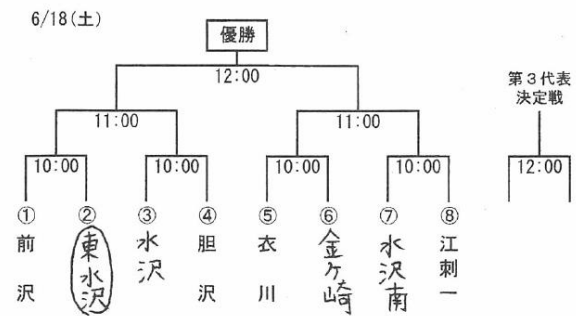 6/18(土)
優勝
12:00
第3代表
決定戦
11:00
11:00
10:00
10:00
10:00
10:00
12:00
① ② ③ ④ ⑤ ⑥ ⑦ ⑧
前沢
東水沢
水沢
胆沢
衣川
金ヶ崎
水沢南
江刺一